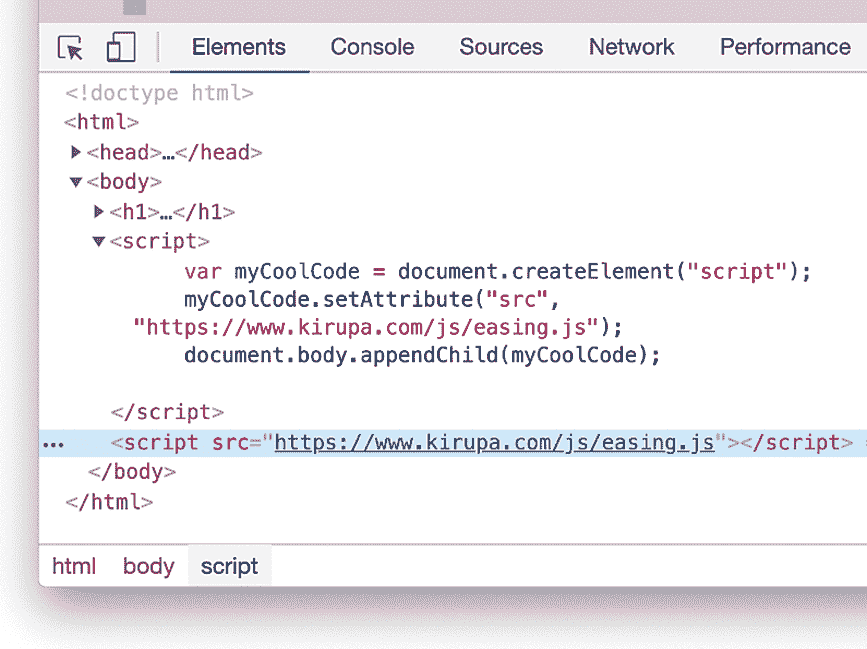 Elements Console Sources Network Performance
<!doctype html>
<html>
<head>…</head>
<body>
<h1>…</h1>
<script>
var myCoolCode = document.createElement("script");
myCoolCode.setAttribute("src",
"https://www.kirupa.com/js/easing.js");
document.body.appendChild(myCoolCode);
</script>
... <script src="https://www.kirupa.com/js/easing.js"></script>
</body>
</html>
html body script